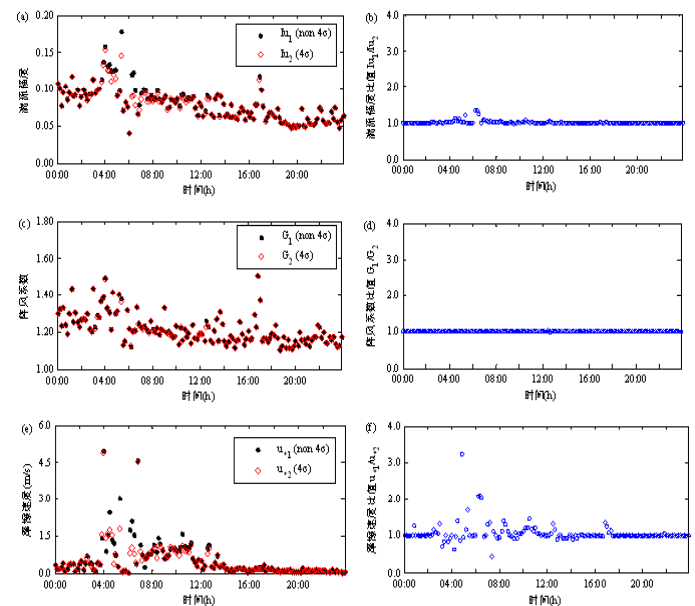 (a)
0.20
0.15
0.10
0.05
0.00
湍流强度
Iu1 (non 4σ)
Iu2 (4σ)
00:00 04:00 08:00 12:00 16:00 20:00
时间(h)
(b)
4.0
3.0
2.0
1.0
0.0
湍流强度比值 Iu1/Iu2
00:00 04:00 08:00 12:00 16:00 20:00
时间(h)
(c)
1.80
1.60
1.40
1.20
1.00
阵风系数
G1 (non 4σ)
G2 (4σ)
00:00 04:00 08:00 12:00 16:00 20:00
时间(h)
(d)
4.0
3.0
2.0
1.0
0.0
阵风系数比值 G1/G2
00:00 04:00 08:00 12:00 16:00 20:00
时间(h)
(e)
6.0
4.5
3.0
1.5
0.0
摩擦速度(m/s)
u*1 (non 4σ)
u*2 (4σ)
00:00 04:00 08:00 12:00 16:00 20:00
时间(h)
(f)
4.0
3.0
2.0
1.0
0.0
摩擦速度比值 u*1/u*2
00:00 04:00 08:00 12:00 16:00 20:00
时间(h)